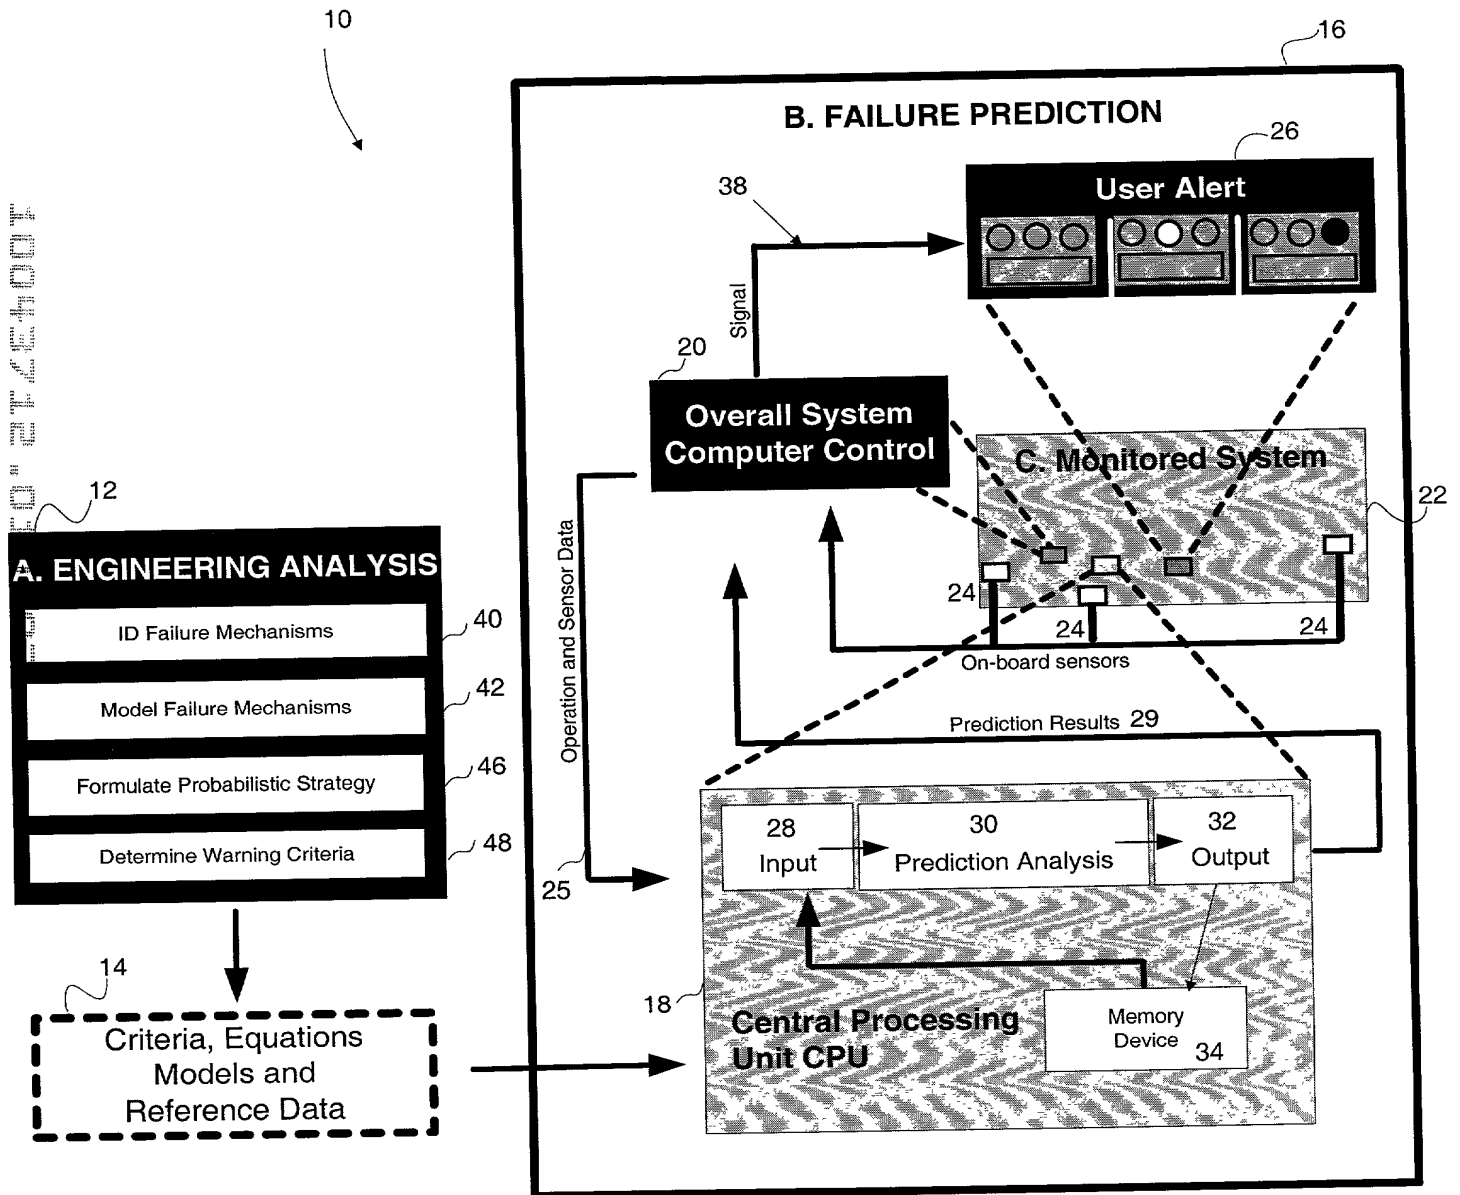 10
16
B. FAILURE PREDICTION
26
User Alert
38
Signal
20
Overall System
Computer Control
C. Monitored System
22
12
A. ENGINEERING ANALYSIS
ID Failure Mechanisms
40
Model Failure Mechanisms
42
Formulate Probabilistic Strategy
46
Determine Warning Criteria
48
Operation and Sensor Data
25
24
24
24
On-board sensors
Prediction Results 29
28
Input
30
Prediction Analysis
32
Output
18
Central Processing
Unit CPU
Memory
Device
34
14
Criteria, Equations
Models and
Reference Data